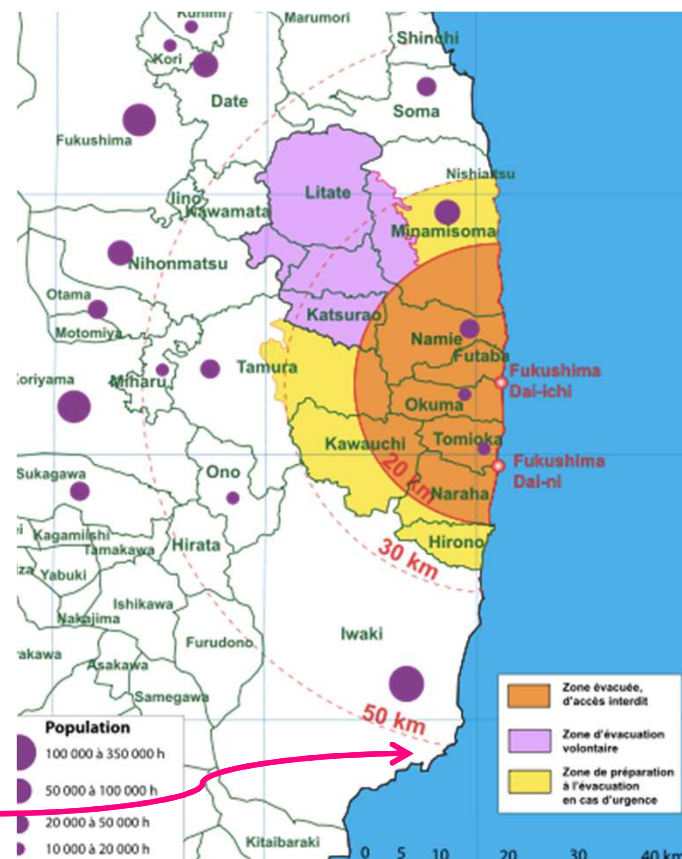 Kunimi
Marumori
Shinchi
Kori
Date
Soma
Fukushima
Nishiaitsu
Litate
Iino
Kawamata
Minamisoma
Nihonmatsu
Otama
Katsurao
Motomiya
Namie
Futaba
Tamura
Miharu
Fukushima
Dai-ichi
Okuma
Kawauchi
Tomioka
Ono
20 km
Fukushima
Dai-ni
Sukagawa
Naraha
Kagamiishi
Hirono
Tamakawa
Hirata
30 km
Yabuki
Ishikawa
Nakajima
Iwaki
Furudono
Asakawa
Samegawa
50 km
Zone évacuée,
d'accès interdit
Zone d'évacuation
volontaire
Zone de préparation
à l'évacuation
en cas d'urgence
Population
100 000 à 350 000 h
50 000 à 100 000 h
20 000 à 50 000 h
10 000 à 20 000 h
Kitaibaraki
0 5 10 20 30 40 km